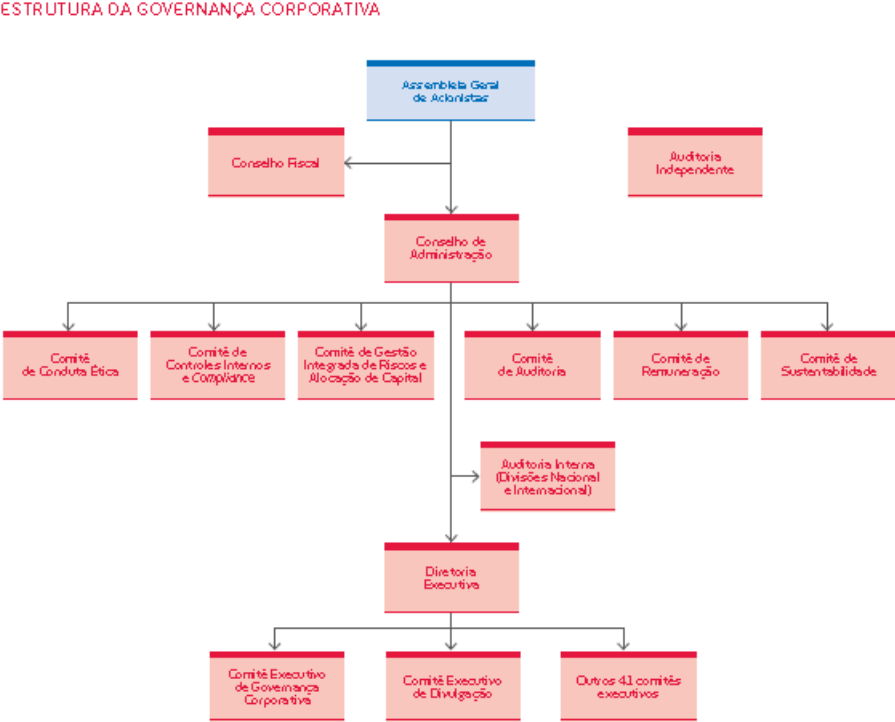 ESTRUTURA DA GOVERNANÇA CORPORATIVA
Assembleia Geral
de Acionistas
Conselho Fiscal
Auditoria
Independente
Conselho de
Administração
Comitê
de Conduta Ética
Comitê de
Controles Internos
e Compliance
Comitê de Gestão
Integrada de Riscos e
Alocação de Capital
Comitê
de Auditoria
Comitê de
Remuneração
Comitê de
Sustentabilidade
Auditoria Interna
(Divisões Nacional
e Internacional)
Diretoria
Executiva
Comitê Executivo
de Governança
Corporativa
Comitê Executivo
de Divulgação
Outros 41 comitês
executivos